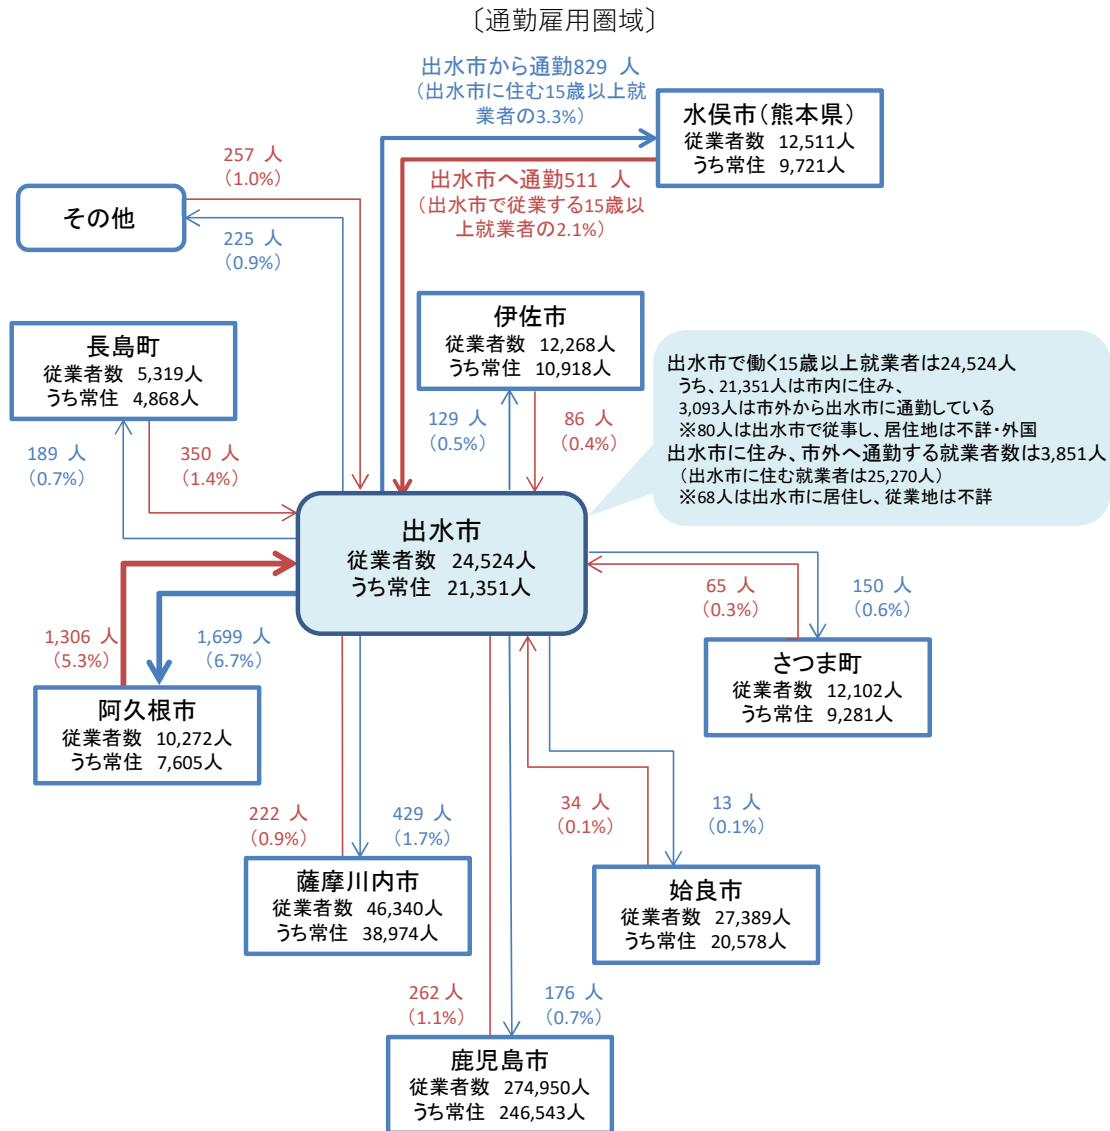 〔通勤雇用圏域〕
出水市から通勤829 人
（出水市に住む15歳以上就
業者の3.3%）
水俣市（熊本県）
従業者数 12,511人
うち常住 9,721人
出水市へ通勤511 人
（出水市で従業する15歳以
上就業者の2.1%）
257 人
（1.0%）
その他
225 人
（0.9%）
伊佐市
従業者数 12,268人
うち常住 10,918人
長島町
従業者数 5,319人
うち常住 4,868人
出水市で働く15歳以上就業者は24,524人
うち、21,351人は市内に住み、
3,093人は市外から出水市に通勤している
※80人は出水市で従事し、居住地は不詳・外国
出水市に住み、市外へ通勤する就業者数は3,851人
（出水市に住む就業者は25,270人）
※68人は出水市に居住し、従業地は不詳
129 人
（0.5%）
86 人
（0.4%）
189 人
（0.7%）
350 人
（1.4%）
出水市
従業者数 24,524人
うち常住 21,351人
65 人
（0.3%）
150 人
（0.6%）
1,306 人
（5.3%）
1,699 人
（6.7%）
さつま町
従業者数 12,102人
うち常住 9,281人
阿久根市
従業者数 10,272人
うち常住 7,605人
222 人
（0.9%）
429 人
（1.7%）
34 人
（0.1%）
13 人
（0.1%）
薩摩川内市
従業者数 46,340人
うち常住 38,974人
姶良市
従業者数 27,389人
うち常住 20,578人
262 人
（1.1%）
176 人
（0.7%）
鹿児島市
従業者数 274,950人
うち常住 246,543人